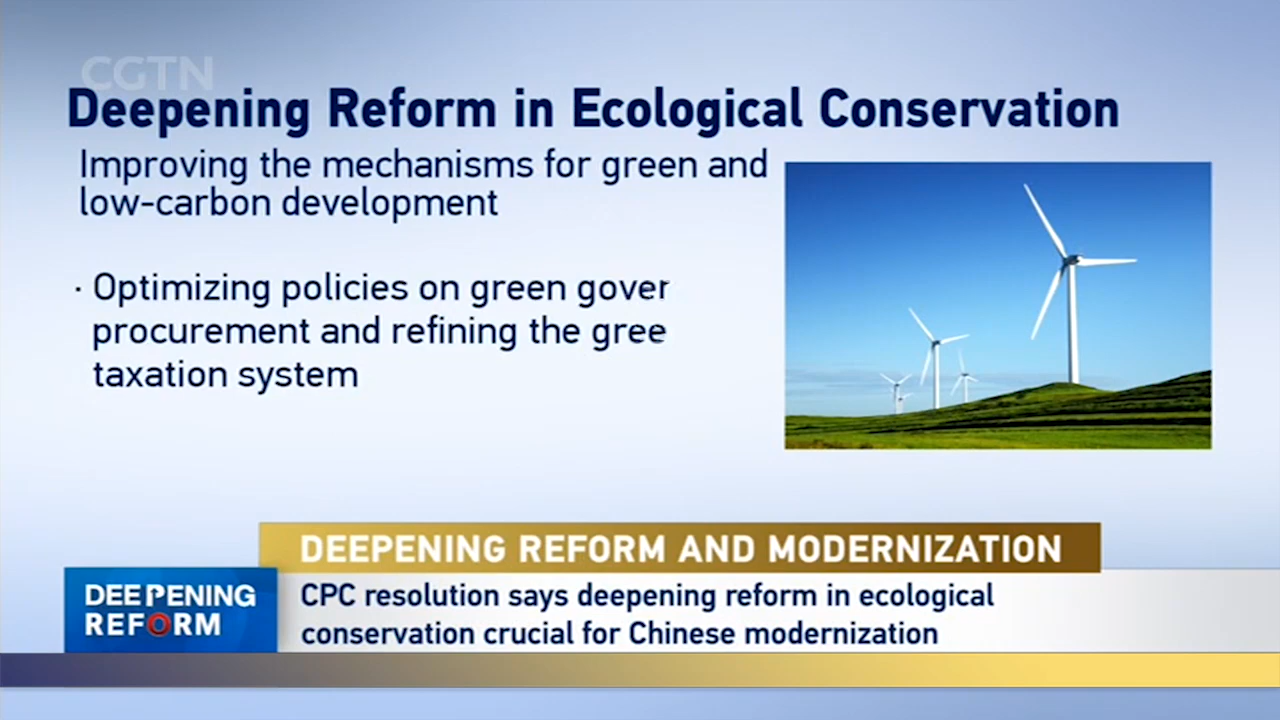 CGTN
Deepening Reform in Ecological Conservation
Improving the mechanisms for green and
low-carbon development
· Optimizing policies on green gover
procurement and refining the gree
taxation system
DEEPENING REFORM AND MODERNIZATION
DEEPENING
REFORM
CPC resolution says deepening reform in ecological
conservation crucial for Chinese modernization